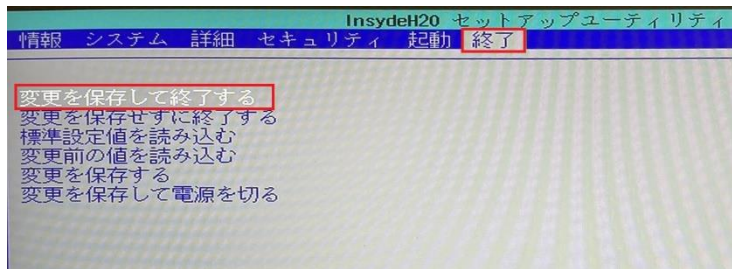 InsydeH20 セットアップユーティリティ
情報 システム 詳細 セキュリティ 起動 終了
変更を保存して終了する
変更を保存せずに終了する
標準設定値を読み込む
変更前の値を読み込む
変更を保存する
変更を保存して電源を切る